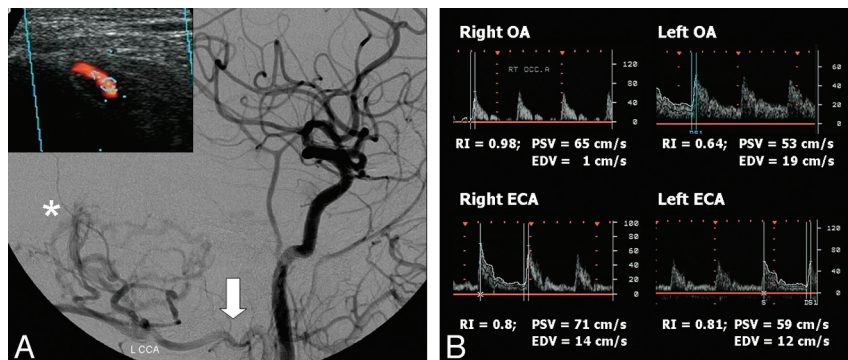 *
L CCA
A
Right OA
Left OA
RT OCC.A
120
80
40
0
60
40
20
0
RI = 0.98; PSV = 65 cm/s
EDV = 1 cm/s
RI = 0.64; PSV = 53 cm/s
EDV = 19 cm/s
Right ECA
Left ECA
100
80
60
40
20
0
120
80
40
0
S
RI = 0.8; PSV = 71 cm/s
EDV = 14 cm/s
RI = 0.81; PSV = 59 cm/s
EDV = 12 cm/s
B